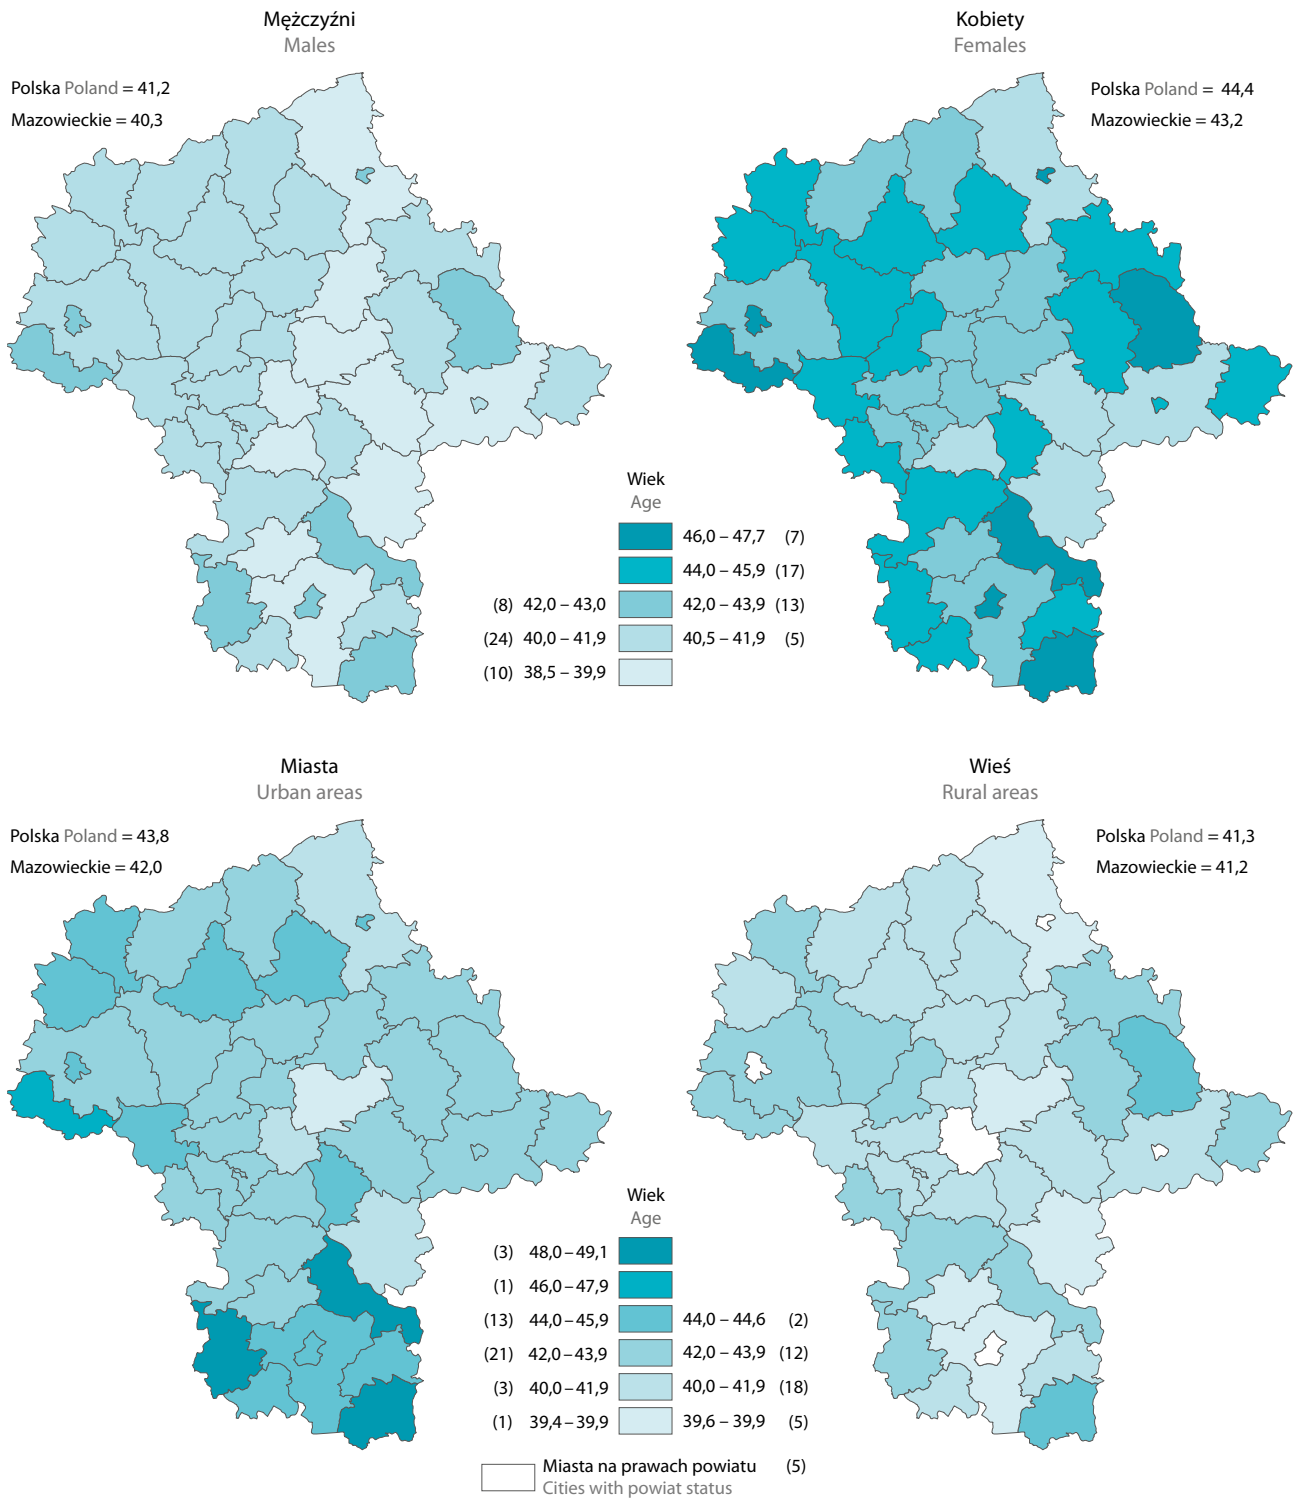 Mężczyźni
Males
Polska Poland = 41,2
Mazowieckie = 40,3
Kobiety
Females
Polska Poland = 44,4
Mazowieckie = 43,2
Wiek
Age
46,0 – 47,7 (7)
44,0 – 45,9 (17)
(8) 42,0 – 43,0 42,0 – 43,9 (13)
(24) 40,0 – 41,9 40,5 – 41,9 (5)
(10) 38,5 – 39,9
Miasta
Urban areas
Polska Poland = 43,8
Mazowieckie = 42,0
Wieś
Rural areas
Polska Poland = 41,3
Mazowieckie = 41,2
Wiek
Age
(3) 48,0 – 49,1
(1) 46,0 – 47,9
(13) 44,0 – 45,9 44,0 – 44,6 (2)
(21) 42,0 – 43,9 42,0 – 43,9 (12)
(3) 40,0 – 41,9 40,0 – 41,9 (18)
(1) 39,4 – 39,9 39,6 – 39,9 (5)
Miasta na prawach powiatu (5)
Cities with powiat status